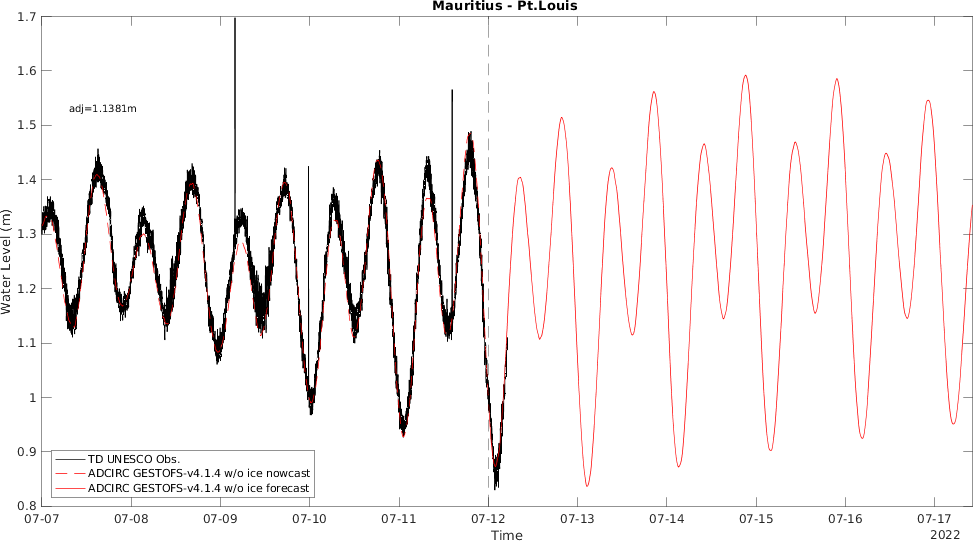 Mauritius - Pt.Louis
1.7
1.6
1.5
1.4
1.3
1.2
1.1
1
0.9
0.8
Water Level (m)
adj=1.1381m
TD UNESCO Obs.
ADCIRC GESTOFS-v4.1.4 w/o ice nowcast
ADCIRC GESTOFS-v4.1.4 w/o ice forecast
07-07 07-08 07-09 07-10 07-11 07-12 07-13 07-14 07-15 07-16 07-17
Time
2022